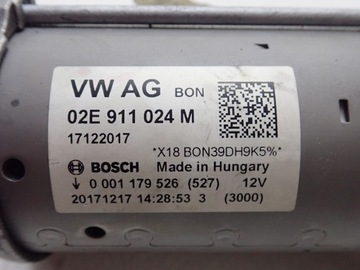 VW AG BON
02E 911 024 M
17122017
*X18 BON39DH9K5%*
BOSCH Made in Hungary
0 001 179 526 (527) 12V
20171217 14:28:53 3 (3000)